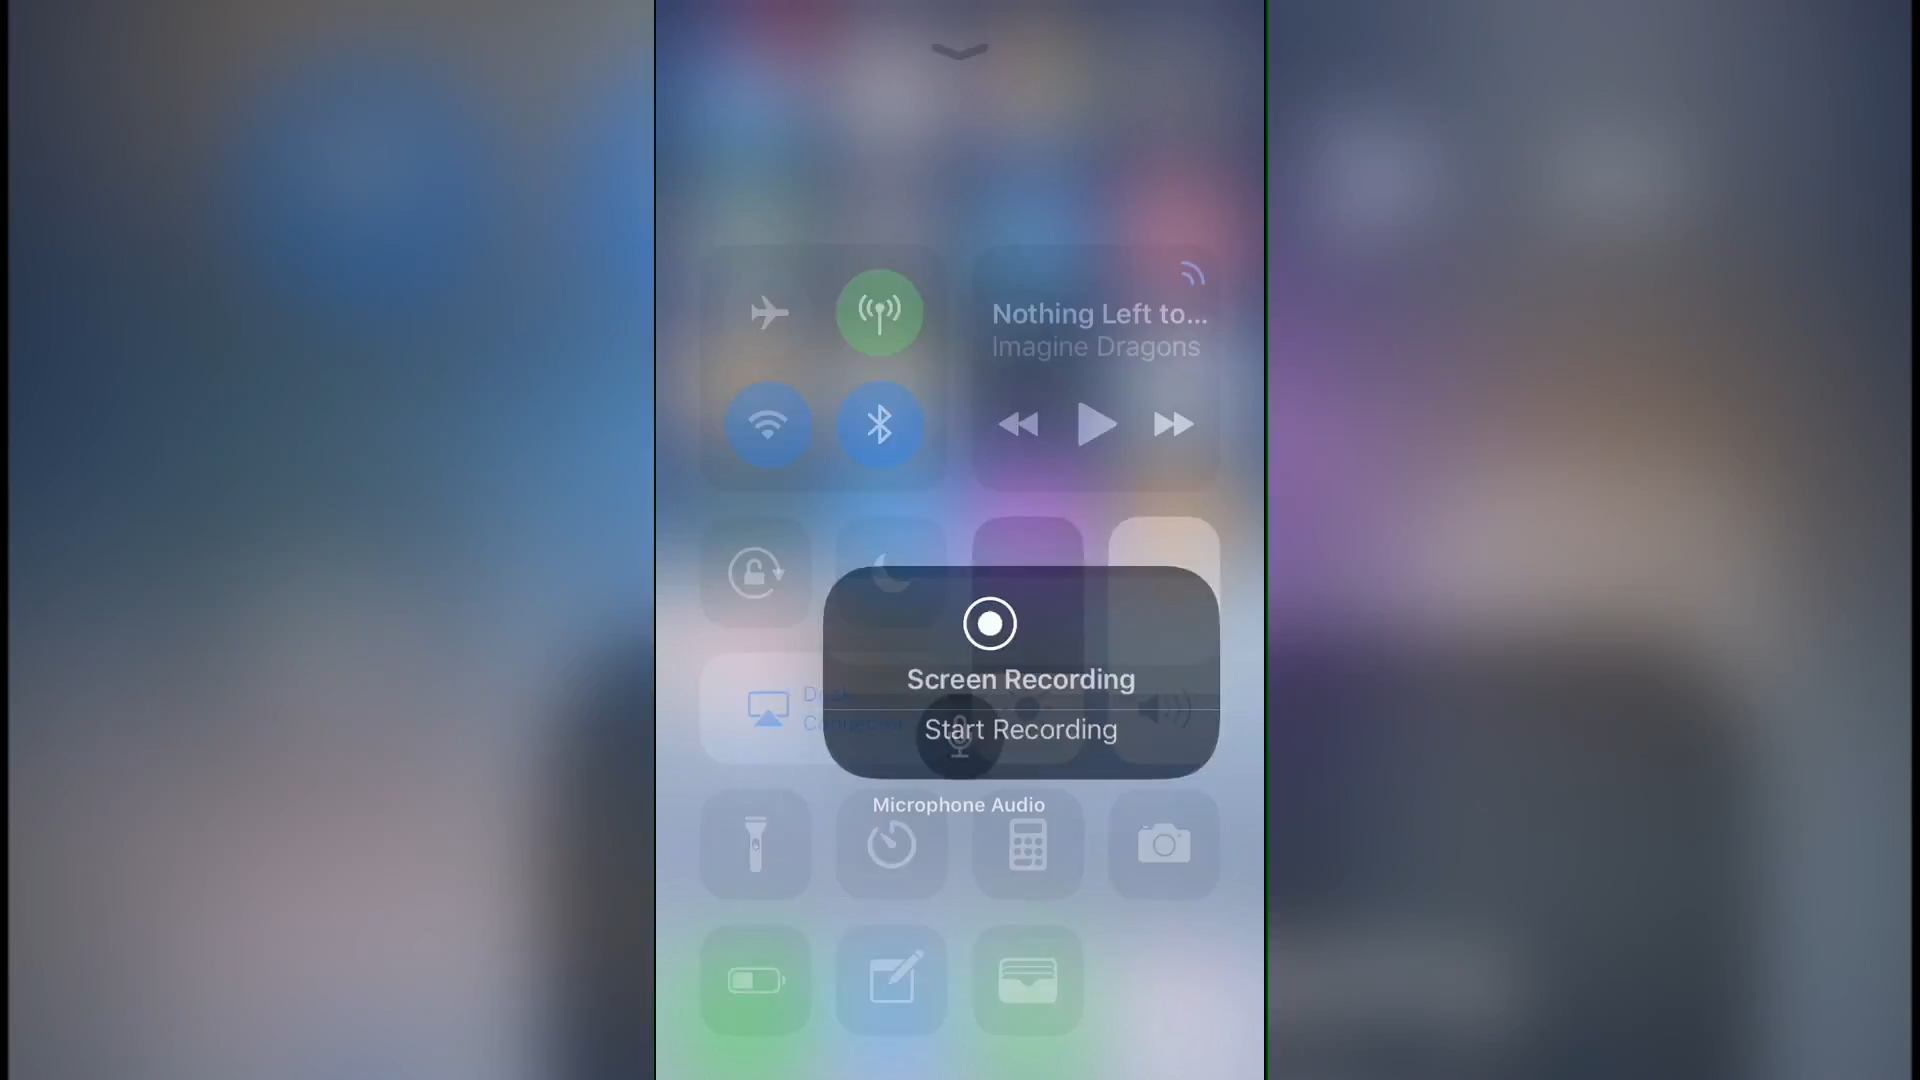 Nothing Left to...
Imagine Dragons
Screen Recording
Start Recording
Microphone Audio